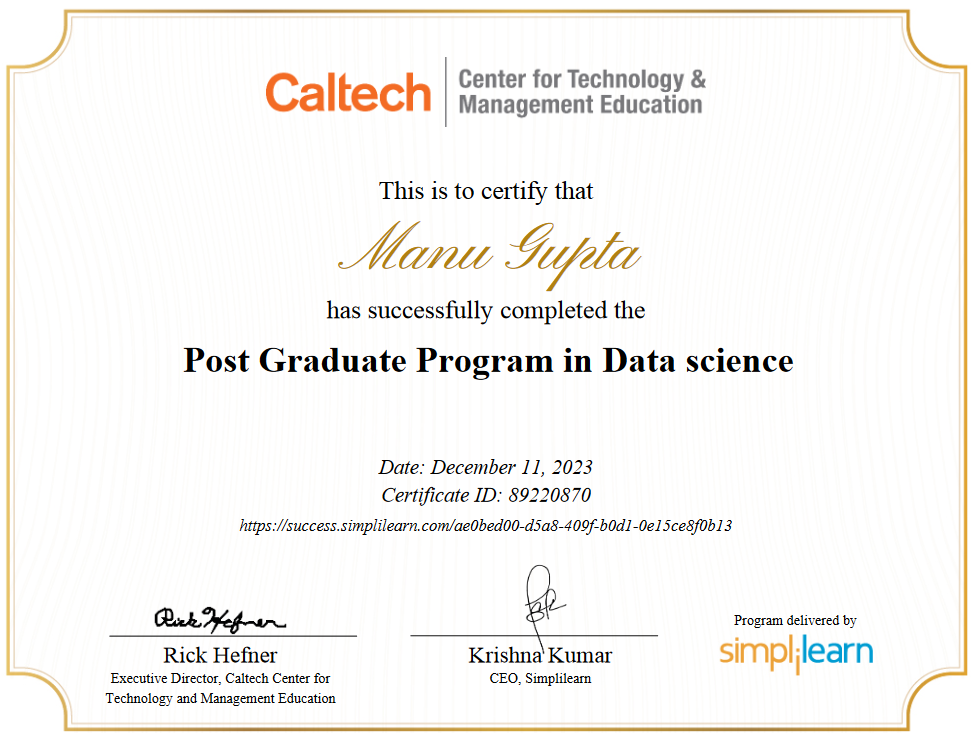 Caltech
Center for Technology &
Management Education
This is to certify that
Manu Gupta
has successfully completed the
Post Graduate Program in Data science
Date: December 11, 2023
Certificate ID: 89220870
https://success.simplilearn.com/ae0bed00-d5a8-409f-b0d1-0e15ce8f0b13
Rick Hefner
Rick Hefner
Executive Director, Caltech Center for
Technology and Management Education
Krishna Kumar
CEO, Simplilearn
Program delivered by
simplilearn